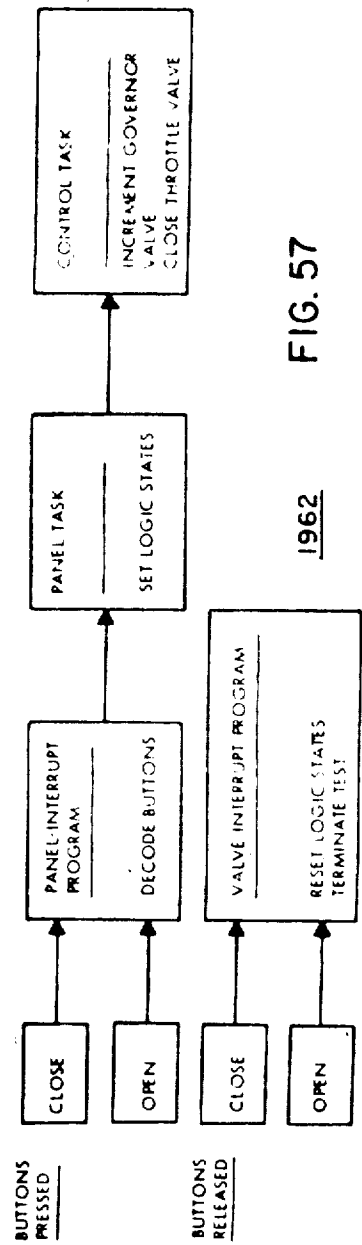 BUTTONS
PRESSED
CLOSE
OPEN
PANEL-INTERRUPT
PROGRAM
DECODE BUTTONS
PANEL TASK
SET LOGIC STATES
CONTROL TASK
INCREMENT GOVERNOR
VALVE
CLOSE THROTTLE VALVE
BUTTONS
RELEASED
CLOSE
OPEN
VALVE INTERRUPT PROGRAM
RESET LOGIC STATES
TERMINATE TEST
1962
FIG. 57